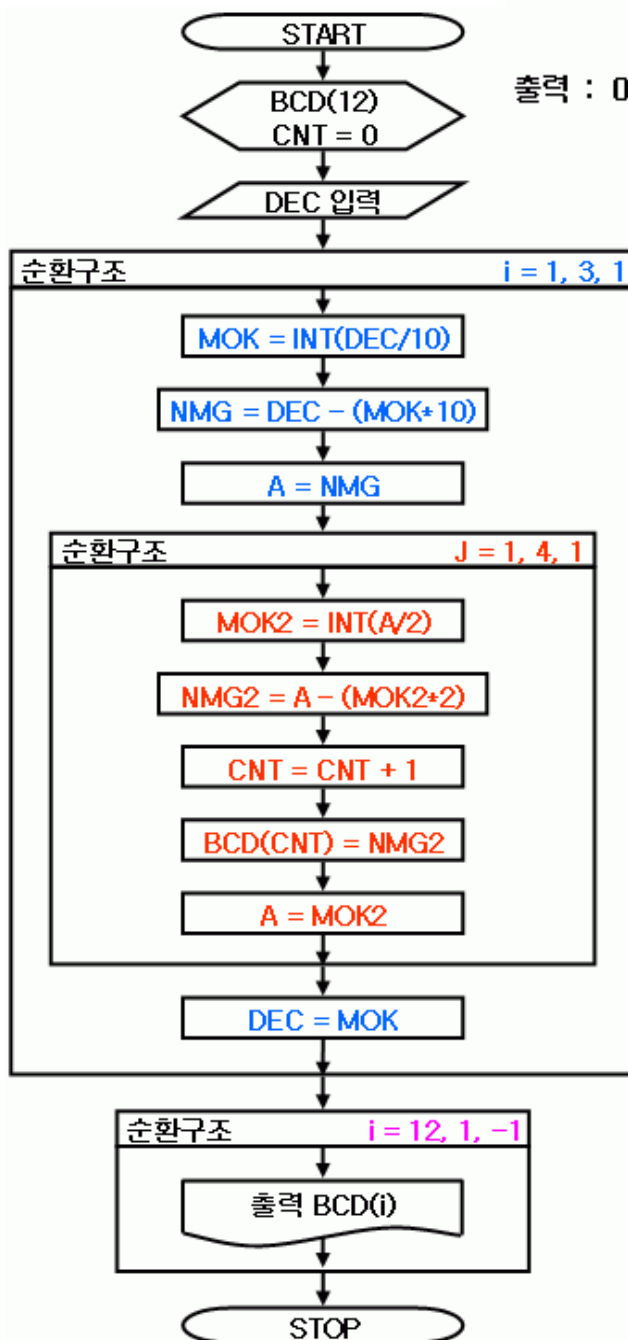 START
출력 : 0
BCD(12)
CNT = 0
DEC 입력
순환구조 i = 1, 3, 1
MOK = INT(DEC/10)
NMG = DEC - (MOK*10)
A = NMG
순환구조 J = 1, 4, 1
MOK2 = INT(A/2)
NMG2 = A - (MOK2*2)
CNT = CNT + 1
BCD(CNT) = NMG2
A = MOK2
DEC = MOK
순환구조 i = 12, 1, -1
출력 BCD(i)
STOP